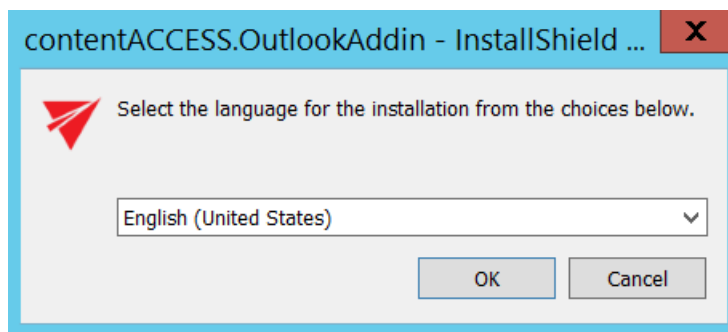 contentACCESS.OutlookAddin - InstallShield ...
Select the language for the installation from the choices below.
English (United States)
OK Cancel